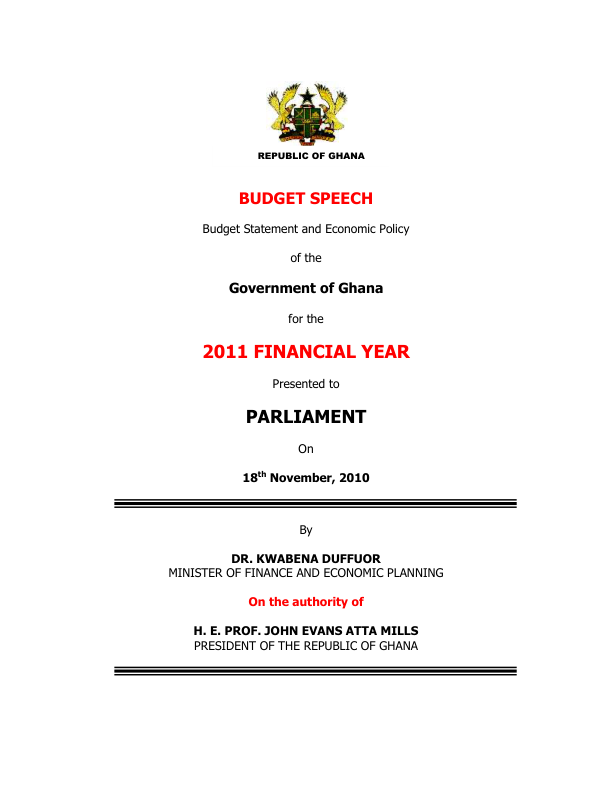 REPUBLIC OF GHANA
BUDGET SPEECH
Budget Statement and Economic Policy
of the
Government of Ghana
for the
2011 FINANCIAL YEAR
Presented to
PARLIAMENT
On
18th November, 2010
By
DR. KWABENA DUFFUOR
MINISTER OF FINANCE AND ECONOMIC PLANNING
On the authority of
H. E. PROF. JOHN EVANS ATTA MILLS
PRESIDENT OF THE REPUBLIC OF GHANA